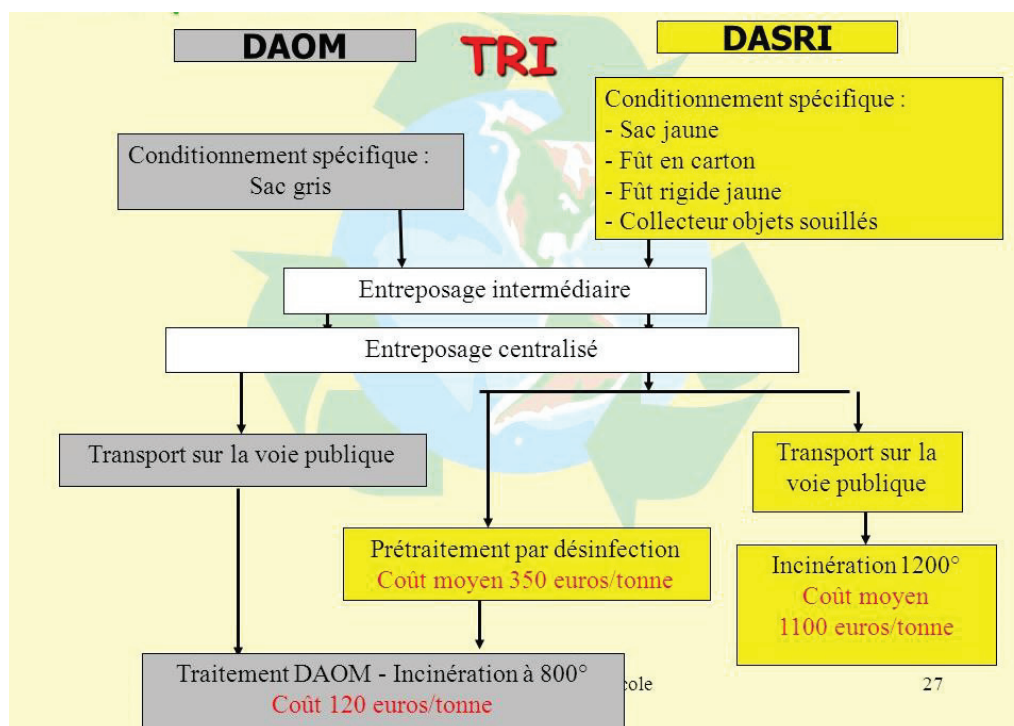 DAOM
TRI
DASRI
Conditionnement spécifique :
Sac gris
Conditionnement spécifique :
- Sac jaune
- Fût en carton
- Fût rigide jaune
- Collecteur objets souillés
Entreposage intermédiaire
Entreposage centralisé
Transport sur la voie publique
Transport sur la
voie publique
Prétraitement par désinfection
Coût moyen 350 euros/tonne
Incinération 1200°
Coût moyen
1100 euros/tonne
Traitement DAOM - Incinération à 800°
Coût 120 euros/tonne
27